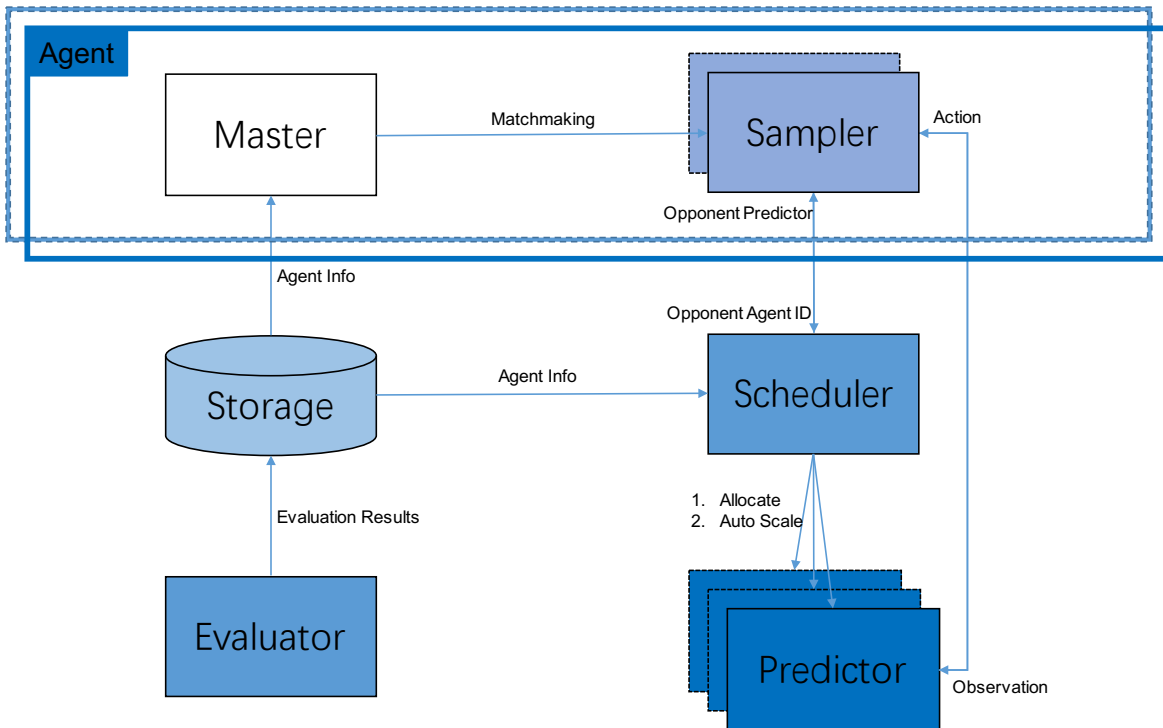 Agent
Master
Matchmaking
Sampler
Action
Opponent Predictor
Agent Info
Opponent Agent ID
Storage
Agent Info
Scheduler
1. Allocate
2. Auto Scale
Evaluation Results
Evaluator
Predictor
Observation